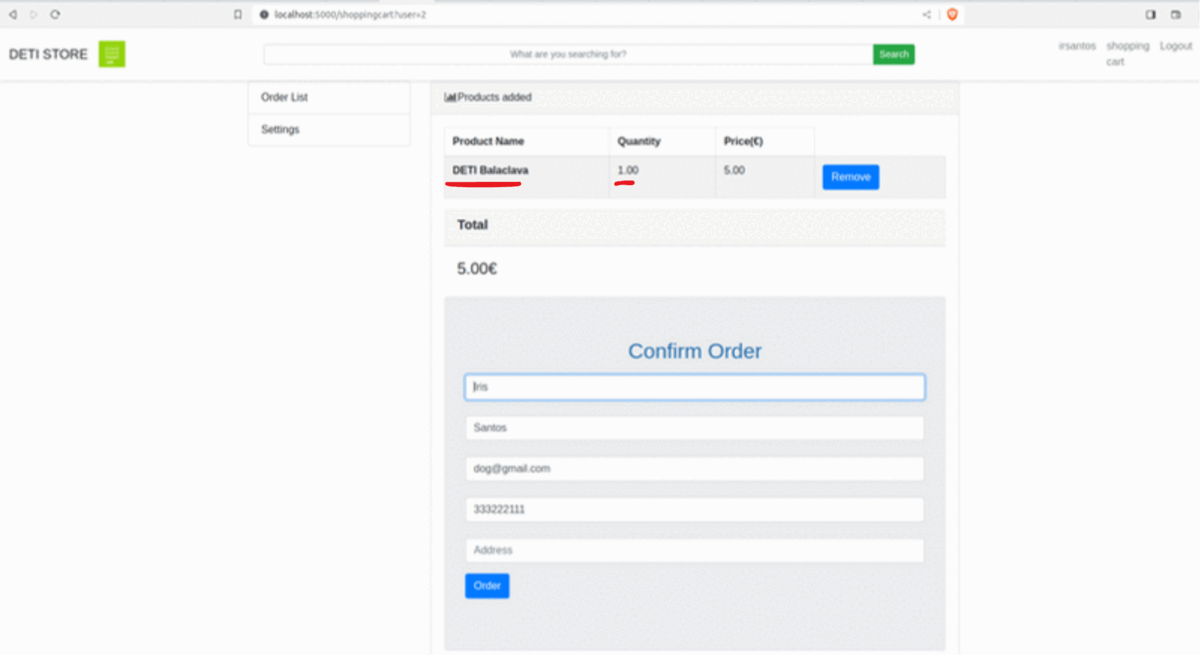 localhost:5000/shoppingcart?user=2
DETI STORE
What are you searching for?
Search
irsantos
shopping cart
Logout
Order List
Settings
Products added
Product Name Quantity Price(€)
DETI Balaclava 1.00 5.00 Remove
Total
5.00€
Confirm Order
Iris
Santos
dog@gmail.com
333222111
Address
Order